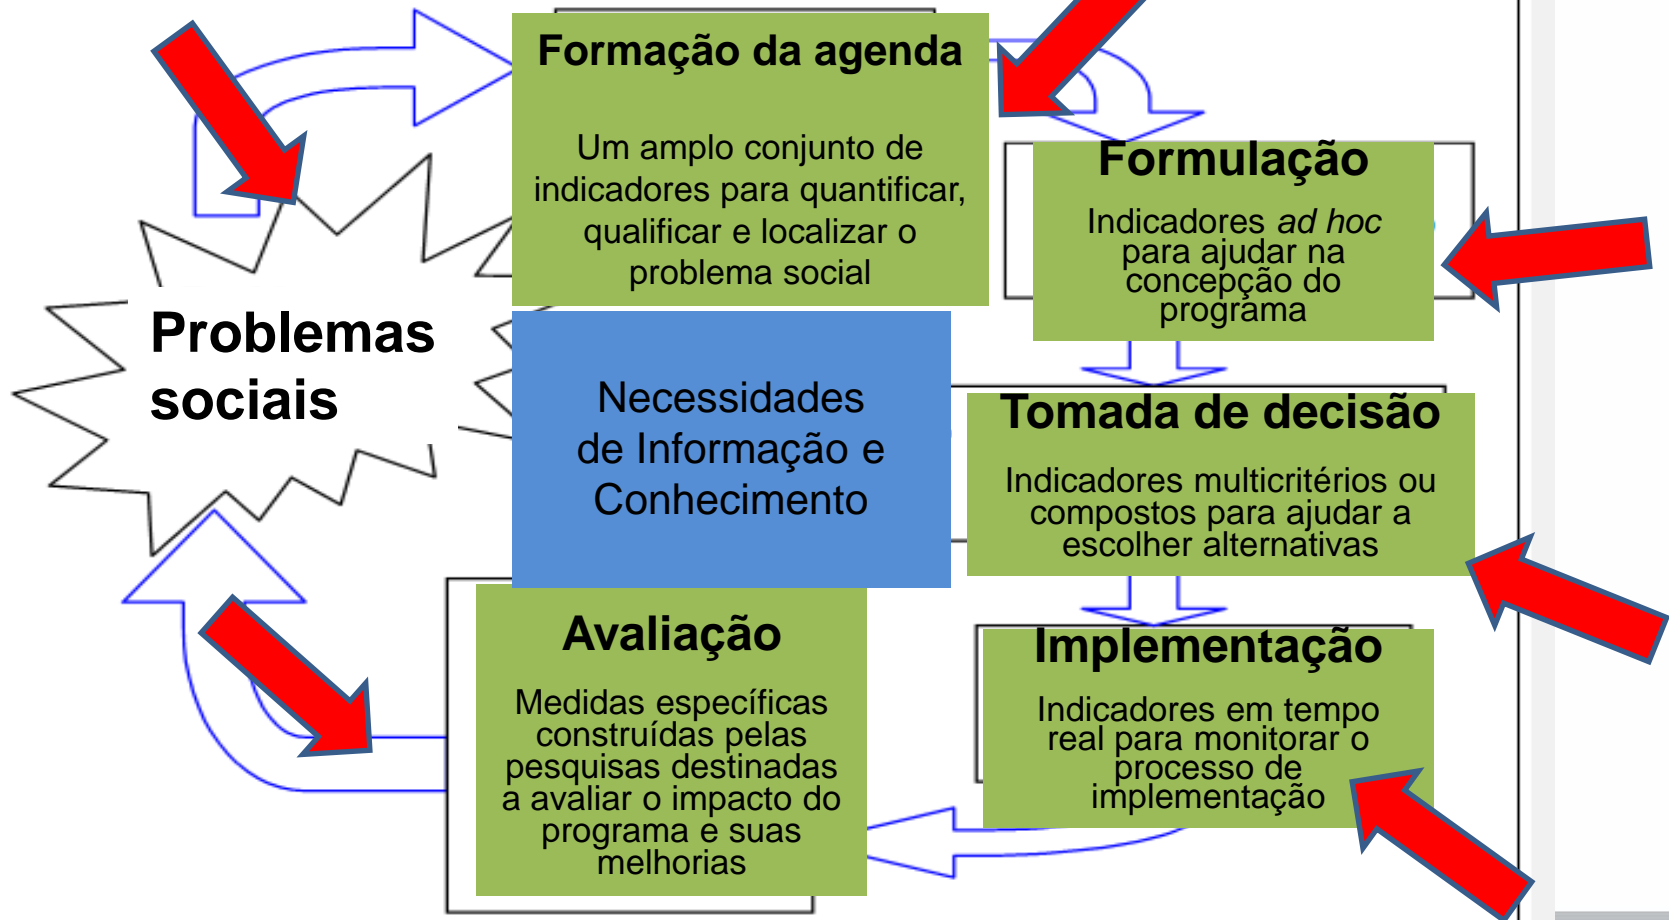 Formação da agenda
Um amplo conjunto de
indicadores para quantificar,
qualificar e localizar o
problema social
Formulação
Indicadores ad hoc
para ajudar na
concepção do
programa
Problemas
sociais
Necessidades
de Informação e
Conhecimento
Tomada de decisão
Indicadores multicritérios ou
compostos para ajudar a
escolher alternativas
Avaliação
Medidas específicas
construídas pelas
pesquisas destinadas
a avaliar o impacto do
programa e suas
melhorias
Implementação
Indicadores em tempo
real para monitorar o
processo de
implementação